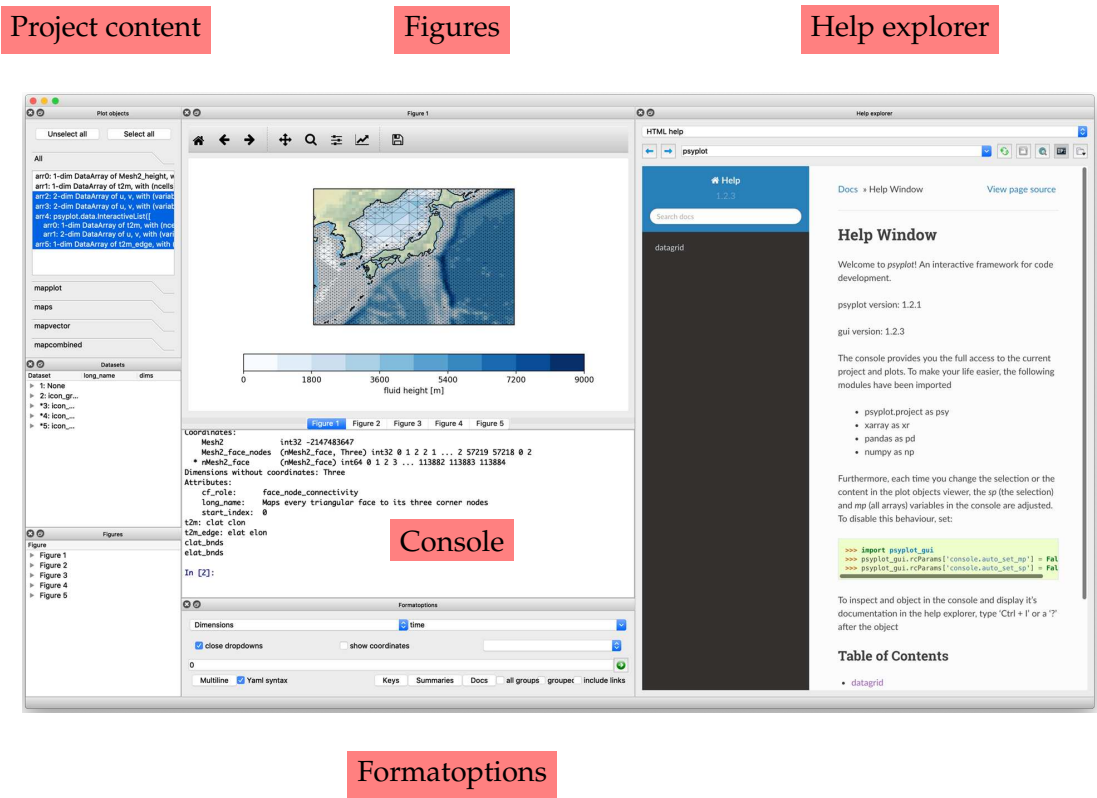 Project content
Figures
Help explorer
Plot objects
Unselect all Select all
All
arr0: 1-dim DataArray of Mesh2_height, w
arr1: 1-dim DataArray of t2m, with (ncells
arr2: 2-dim DataArray of u, v, with (variab
arr3: 2-dim DataArray of u, v, with (variab
arr4: psyplot.data.InteractiveList([
arr0: 1-dim DataArray of t2m, with (nce
arr1: 2-dim DataArray of u, v, with (vari
arr5: 1-dim DataArray of t2m_edge, with (
mapplot
maps
mapvector
mapcombined
Datasets
Dataset long_name dims
1: None
2: icon_gr...
*3: icon_...
*4: icon_...
*5: icon_...
Figures
Figure
Figure 1
Figure 2
Figure 3
Figure 4
Figure 5
Figure 1
0 1800 3600 5400 7200 9000
fluid height [m]
Figure 1 Figure 2 Figure 3 Figure 4 Figure 5
Coordinates:
Mesh2 int32 -2147483647
Mesh2_face_nodes (nMesh2_face, Three) int32 0 1 2 2 1 ... 2 57219 57218 0 2
* nMesh2_face (nMesh2_face) int64 0 1 2 3 ... 113882 113883 113884
Dimensions without coordinates: Three
Attributes:
cf_role: face_node_connectivity
long_name: Maps every triangular face to its three corner nodes
start_index: 0
t2m: clat clon
t2m_edge: elat elon
clat_bnds
elat_bnds
In [2]:
Console
Formatoptions
Dimensions time
close dropdowns show coordinates
0
Multiline Yaml syntax Keys Summaries Docs all groups groupec include links
Help explorer
HTML help
psyplot
Help
1.2.3
Search docs
datagrid
Docs » Help Window View page source
Help Window
Welcome to psyplot! An interactive framework for code
development.
psyplot version: 1.2.1
gui version: 1.2.3
The console provides you the full access to the current
project and plots. To make your life easier, the following
modules have been imported
• psyplot.project as psy
• xarray as xr
• pandas as pd
• numpy as np
Furthermore, each time you change the selection or the
content in the plot objects viewer, the sp (the selection)
and mp (all arrays) variables in the console are adjusted.
To disable this behaviour, set:
>>> import psyplot_gui
>>> psyplot_gui.rcParams['console.auto_set_mp'] = Fal
>>> psyplot_gui.rcParams['console.auto_set_sp'] = Fal
To inspect and object in the console and display it's
documentation in the help explorer, type 'Ctrl + I' or a '?'
after the object
Table of Contents
• datagrid
Formatoptions